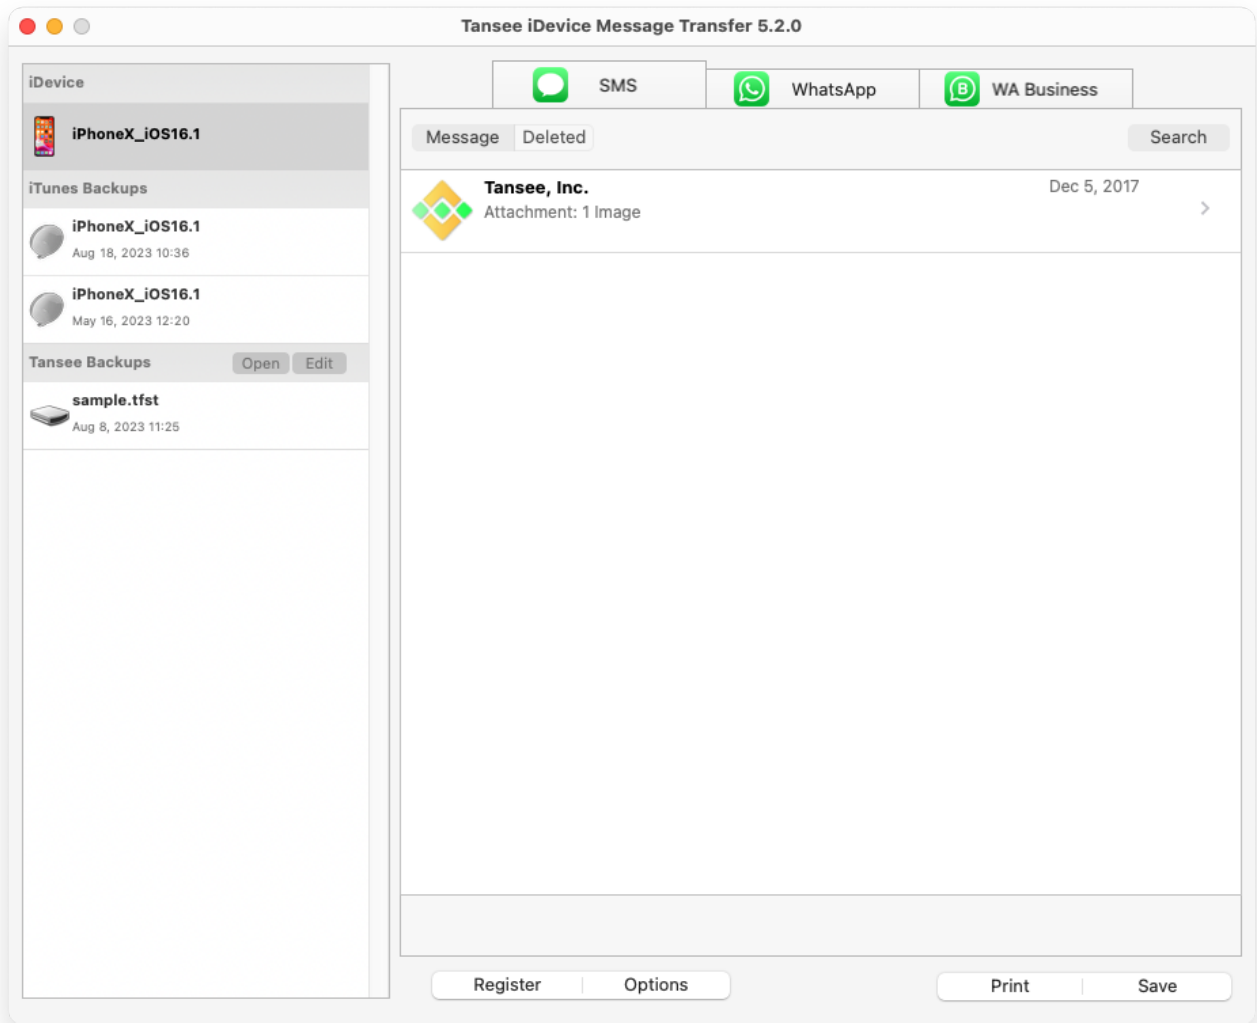 Tansee iDevice Message Transfer 5.2.0
iDevice
iPhoneX_iOS16.1
iTunes Backups
iPhoneX_iOS16.1
Aug 18, 2023 10:36
iPhoneX_iOS16.1
May 16, 2023 12:20
Tansee Backups Open Edit
sample.tfst
Aug 8, 2023 11:25
SMS WhatsApp B WA Business
Message Deleted Search
Tansee, Inc. Dec 5, 2017
Attachment: 1 Image
Register Options Print Save